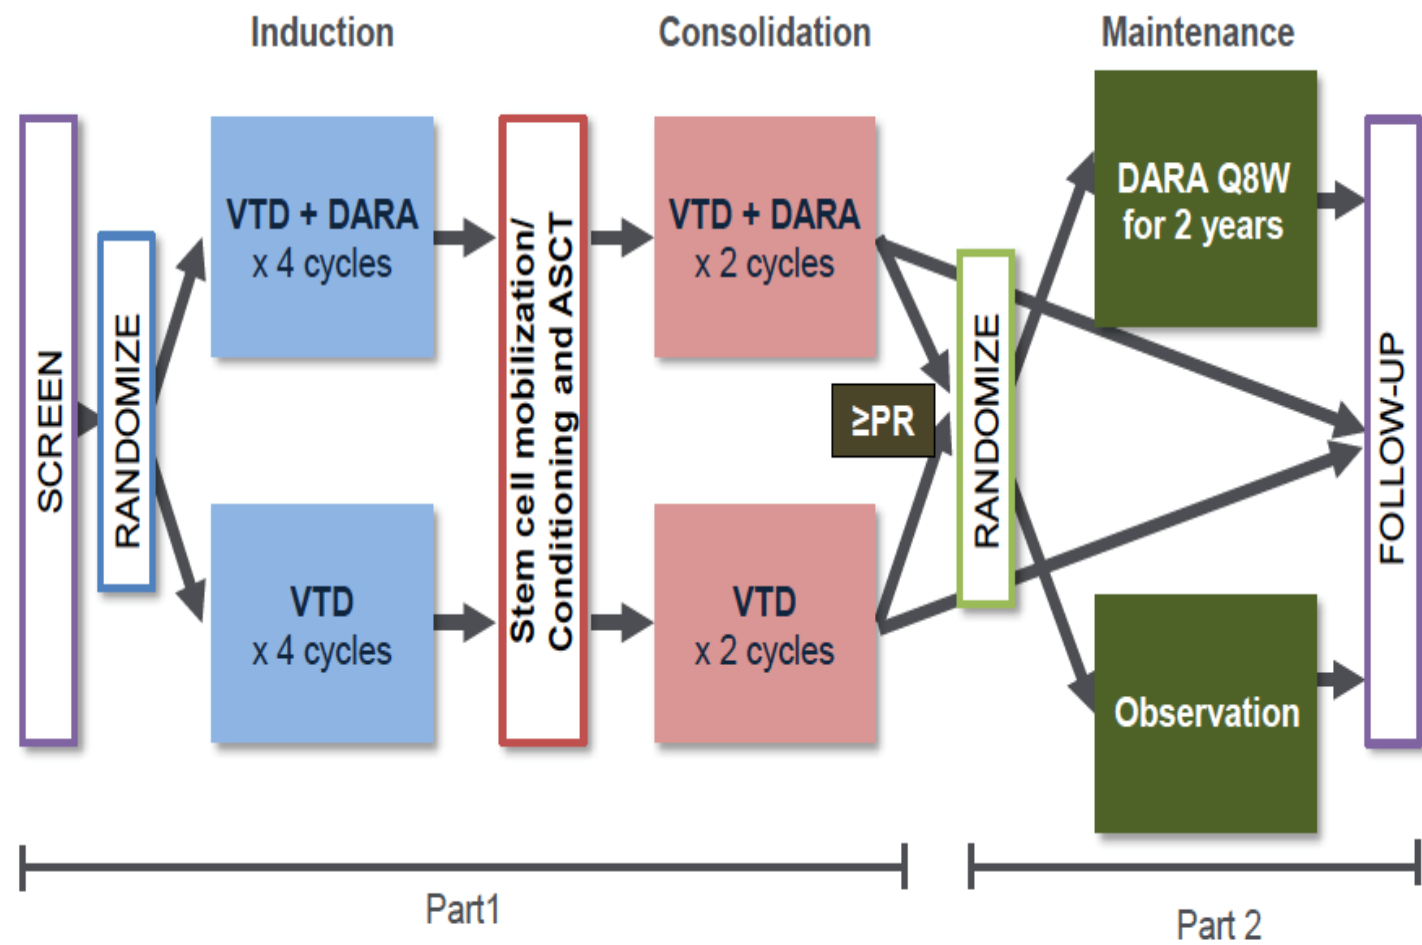 Induction
Consolidation
Maintenance
SCREEN
RANDOMIZE
VTD + DARA
x 4 cycles
VTD
x 4 cycles
Stem cell mobilization/
Conditioning and ASCT
VTD + DARA
x 2 cycles
VTD
x 2 cycles
≥PR
RANDOMIZE
DARA Q8W
for 2 years
Observation
FOLLOW-UP
Part1
Part 2